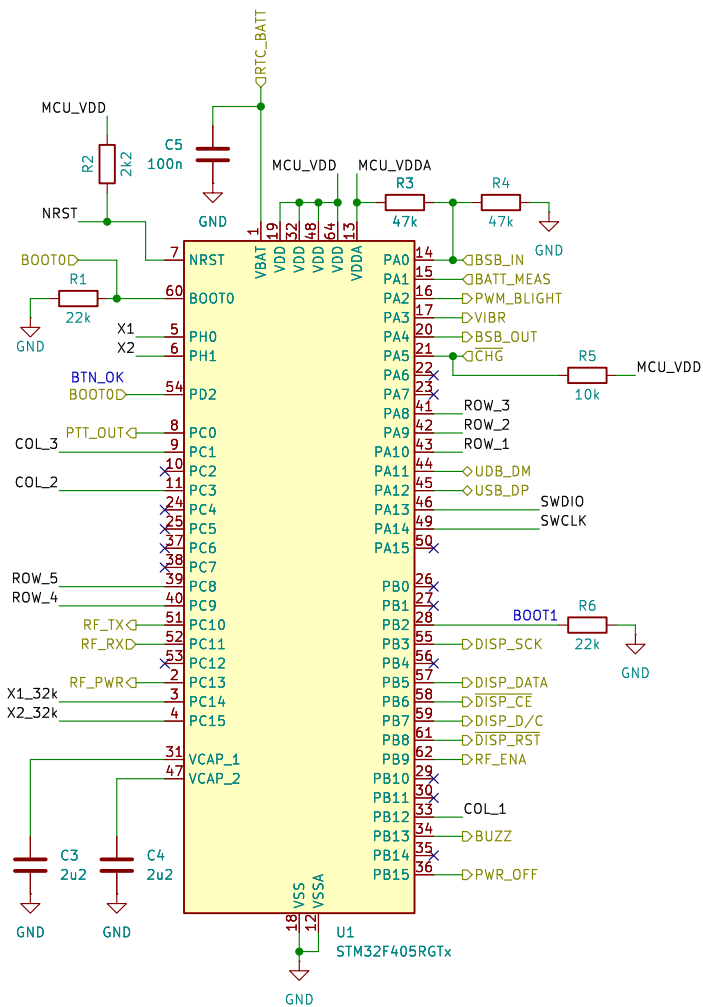 RTC_BATT
MCU_VDD
C5
100n
R2
2k2
MCU_VDD
MCU_VDDA
R3
47k
R4
47k
NRST
GND
GND
1
19
32
48
64
13
VBAT
VDD
VDD
VDD
VDD
VDDA
7
NRST
PA0
14
BSB_IN
BOOT0
PA1
15
BATT_MEAS
R1
22k
60
BOOT0
PA2
16
PWM_BLIGHT
GND
PA3
17
VIBR
X1
5
PH0
PA4
20
BSB_OUT
X2
6
PH1
PA5
21
CHG
R5
10k
MCU_VDD
PA6
22
BTN_OK
BOOT0
54
PD2
PA7
23
PA8
41
ROW_3
PTT_OUT
8
PC0
PA9
42
ROW_2
COL_3
9
PC1
PA10
43
ROW_1
10
PC2
PA11
44
UDB_DM
COL_2
11
PC3
PA12
45
USB_DP
24
PC4
PA13
46
SWDIO
25
PC5
PA14
49
SWCLK
37
PC6
PA15
50
38
PC7
ROW_5
39
PC8
PB0
26
ROW_4
40
PC9
PB1
27
RF_TX
51
PC10
PB2
28
BOOT1
R6
22k
GND
RF_RX
52
PC11
PB3
55
DISP_SCK
53
PC12
PB4
56
RF_PWR
2
PC13
PB5
57
DISP_DATA
X1_32k
3
PC14
PB6
58
DISP_CE
X2_32k
4
PC15
PB7
59
DISP_D/C
PB8
61
DISP_RST
31
VCAP_1
PB9
62
RF_ENA
47
VCAP_2
PB10
29
PB11
30
PB12
33
COL_1
PB13
34
BUZZ
PB14
35
PB15
36
PWR_OFF
C3
2u2
GND
C4
2u2
GND
VSS
VSSA
18
12
U1
STM32F405RGTx
GND